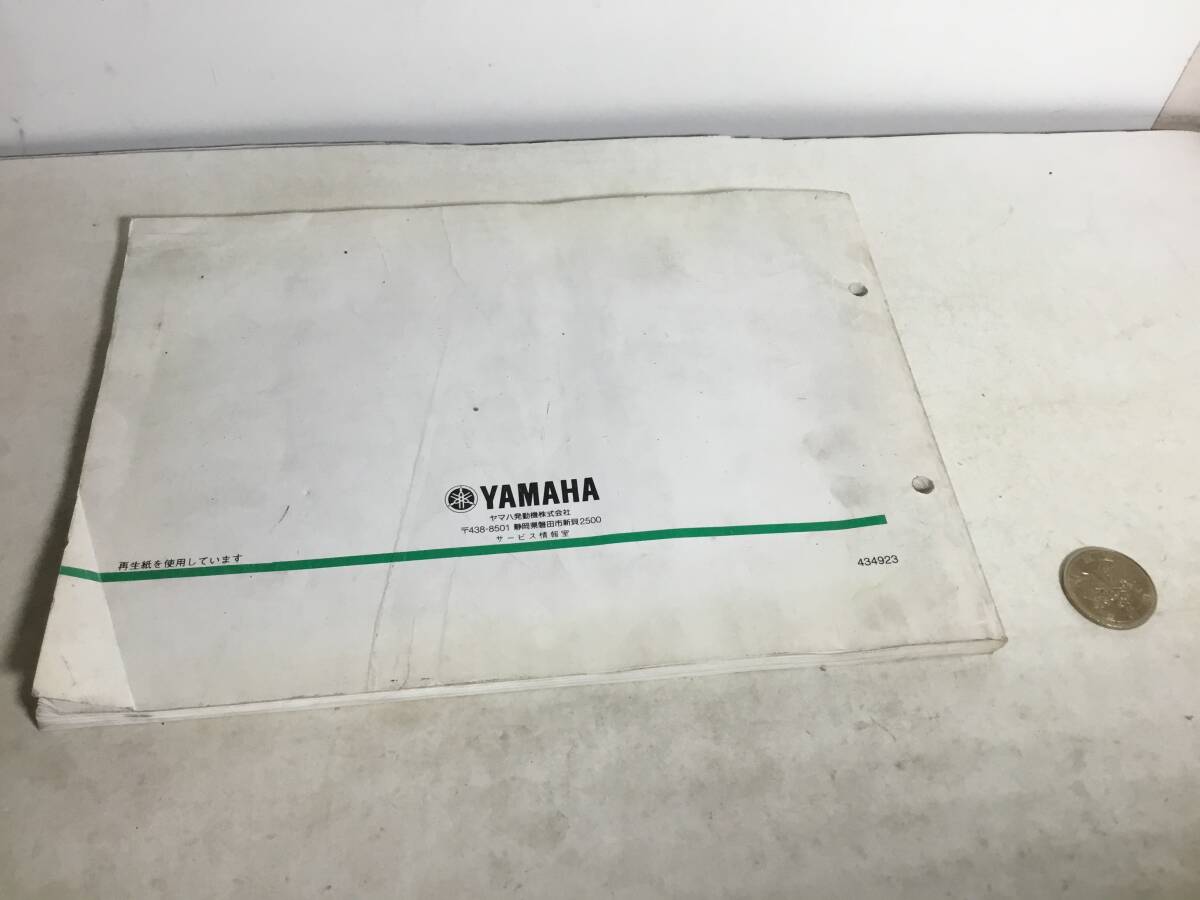 YAMAHA
ヤマハ発動機株式会社
〒438-8501 静岡県磐田市新貝2500
サービス情報室
再生紙を使用しています
434923